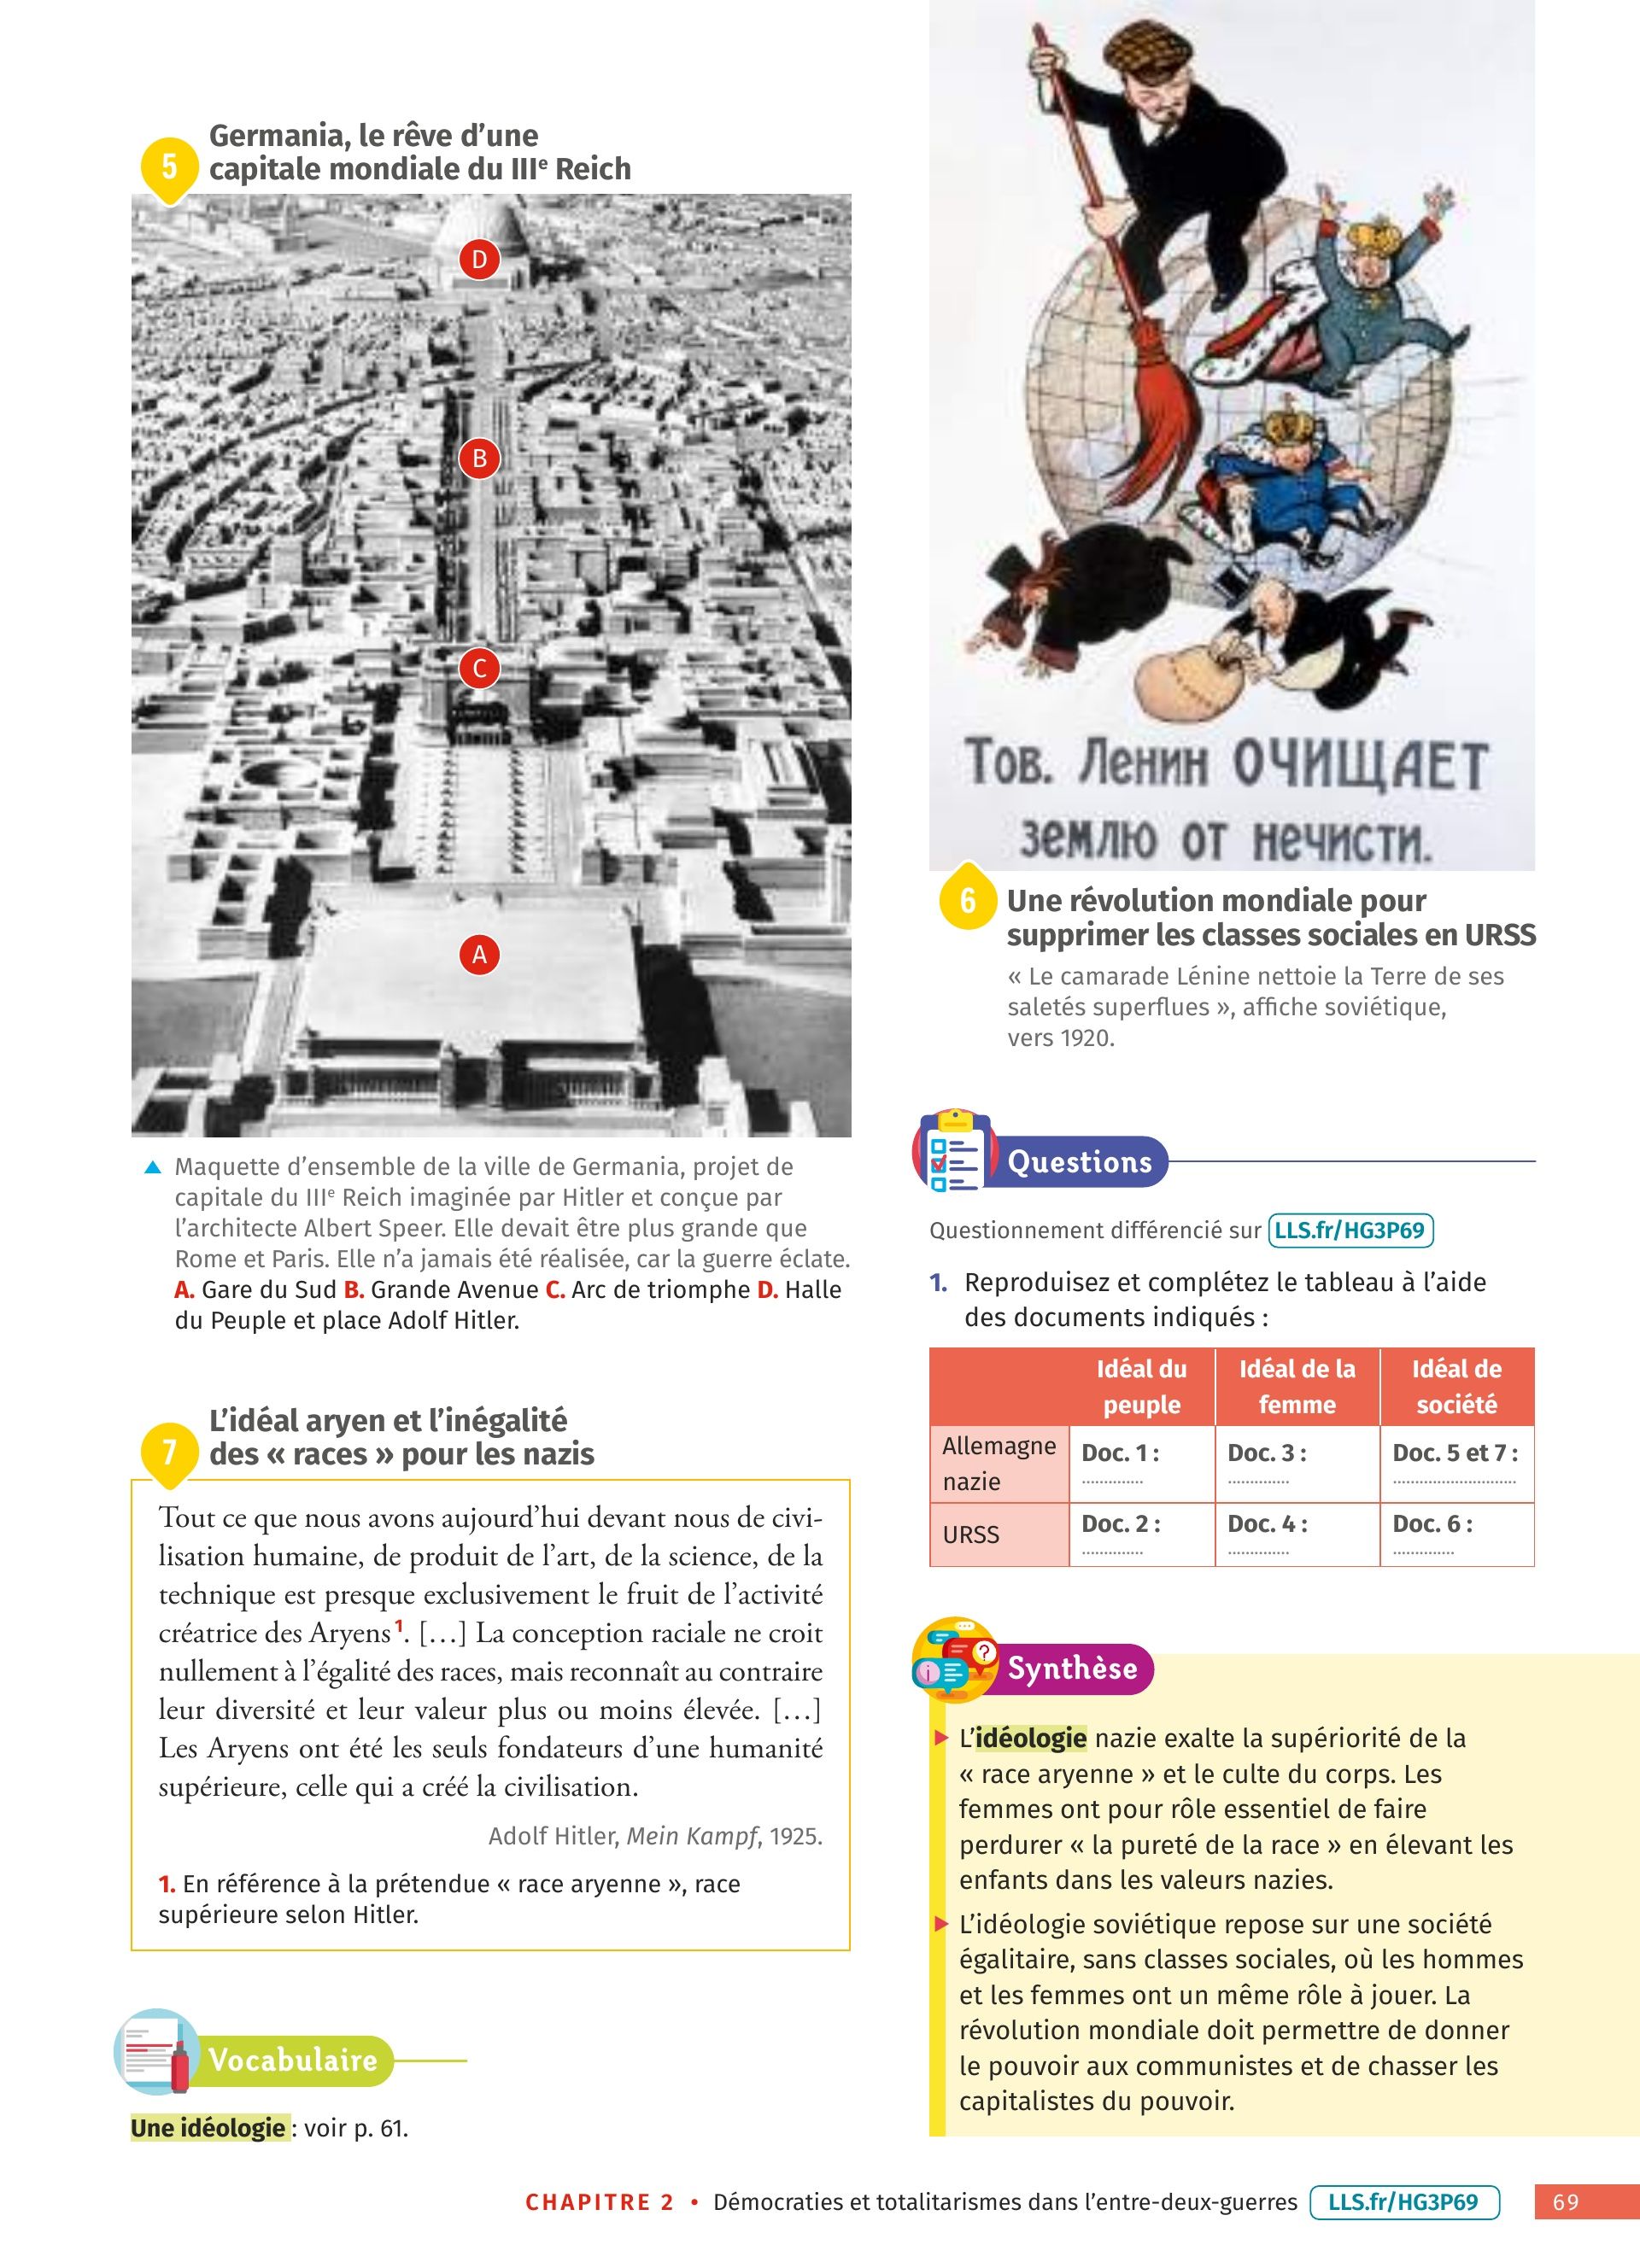 5
Germania, le rêve d’une
capitale mondiale du IIIᵉ Reich
D
B
C
A
▲ Maquette d’ensemble de la ville de Germania, projet de
capitale du IIIᵉ Reich imaginée par Hitler et conçue par
l’architecte Albert Speer. Elle devait être plus grande que
Rome et Paris. Elle n’a jamais été réalisée, car la guerre éclate.
A. Gare du Sud B. Grande Avenue C. Arc de triomphe D. Halle
du Peuple et place Adolf Hitler.
7
L’idéal aryen et l’inégalité
des « races » pour les nazis
Tout ce que nous avons aujourd’hui devant nous de civi-
lisation humaine, de produit de l’art, de la science, de la
technique est presque exclusivement le fruit de l’activité
créatrice des Aryens¹. […] La conception raciale ne croit
nullement à l’égalité des races, mais reconnaît au contraire
leur diversité et leur valeur plus ou moins élevée. […]
Les Aryens ont été les seuls fondateurs d’une humanité
supérieure, celle qui a créé la civilisation.
Adolf Hitler, Mein Kampf, 1925.
1. En référence à la prétendue « race aryenne », race
supérieure selon Hitler.
Vocabulaire
Une idéologie : voir p. 61.
Тов. Ленин ОЧИЩАЕТ
землю от нечисти.
6
Une révolution mondiale pour
supprimer les classes sociales en URSS
« Le camarade Lénine nettoie la Terre de ses
saletés superflues », affiche soviétique,
vers 1920.
Questions
Questionnement différencié sur LLS.fr/HG3P69
1. Reproduisez et complétez le tableau à l’aide
des documents indiqués :
Idéal du peuple
Idéal de la femme
Idéal de société
Allemagne nazie
Doc. 1 : .............
Doc. 3 : .............
Doc. 5 et 7 : ..........................
URSS
Doc. 2 : .............
Doc. 4 : .............
Doc. 6 : .............
Synthèse
▶ L’idéologie nazie exalte la supériorité de la
« race aryenne » et le culte du corps. Les
femmes ont pour rôle essentiel de faire
perdurer « la pureté de la race » en élevant les
enfants dans les valeurs nazies.
▶ L’idéologie soviétique repose sur une société
égalitaire, sans classes sociales, où les hommes
et les femmes ont un même rôle à jouer. La
révolution mondiale doit permettre de donner
le pouvoir aux communistes et de chasser les
capitalistes du pouvoir.
CHAPITRE 2 • Démocraties et totalitarismes dans l’entre-deux-guerres LLS.fr/HG3P69 69